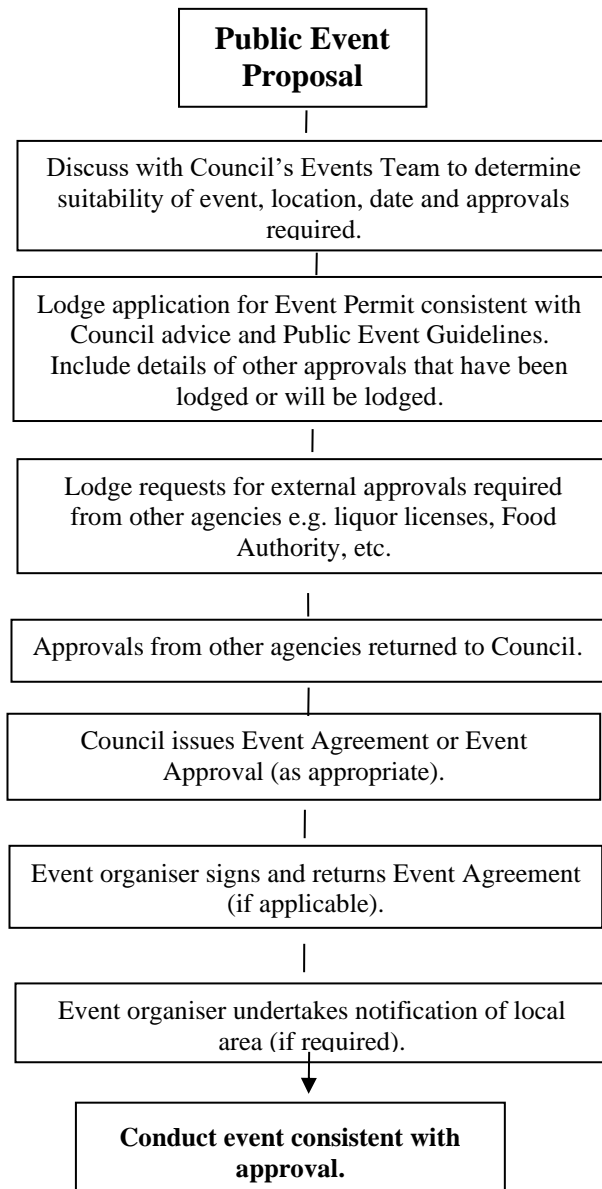 Public Event
Proposal
Discuss with Council’s Events Team to determine
suitability of event, location, date and approvals
required.
Lodge application for Event Permit consistent with
Council advice and Public Event Guidelines.
Include details of other approvals that have been
lodged or will be lodged.
Lodge requests for external approvals required
from other agencies e.g. liquor licenses, Food
Authority, etc.
Approvals from other agencies returned to Council.
Council issues Event Agreement or Event
Approval (as appropriate).
Event organiser signs and returns Event Agreement
(if applicable).
Event organiser undertakes notification of local
area (if required).
Conduct event consistent with
approval.